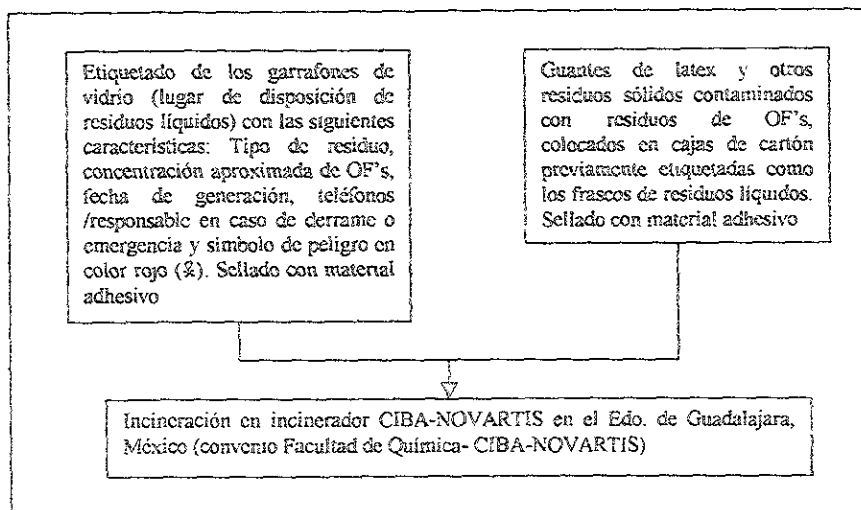 Etiquetado de los garrafones de
vidrio (lugar de disposición de
residuos líquidos) con las siguientes
características: Tipo de residuo,
concentración aproximada de OF's,
fecha de generación, teléfonos
/responsable en caso de derrame o
emergencia y símbolo de peligro en
color rojo (☠). Sellado con material
adhesivo
Guantes de latex y otros
residuos sólidos contaminados
con residuos de OF's,
colocados en cajas de cartón
previamente etiquetadas como
los frascos de residuos líquidos.
Sellado con material adhesivo
Incineración en incinerador CIBA-NOVARTIS en el Edo. de Guadalajara,
México (convenio Facultad de Química- CIBA-NOVARTIS)